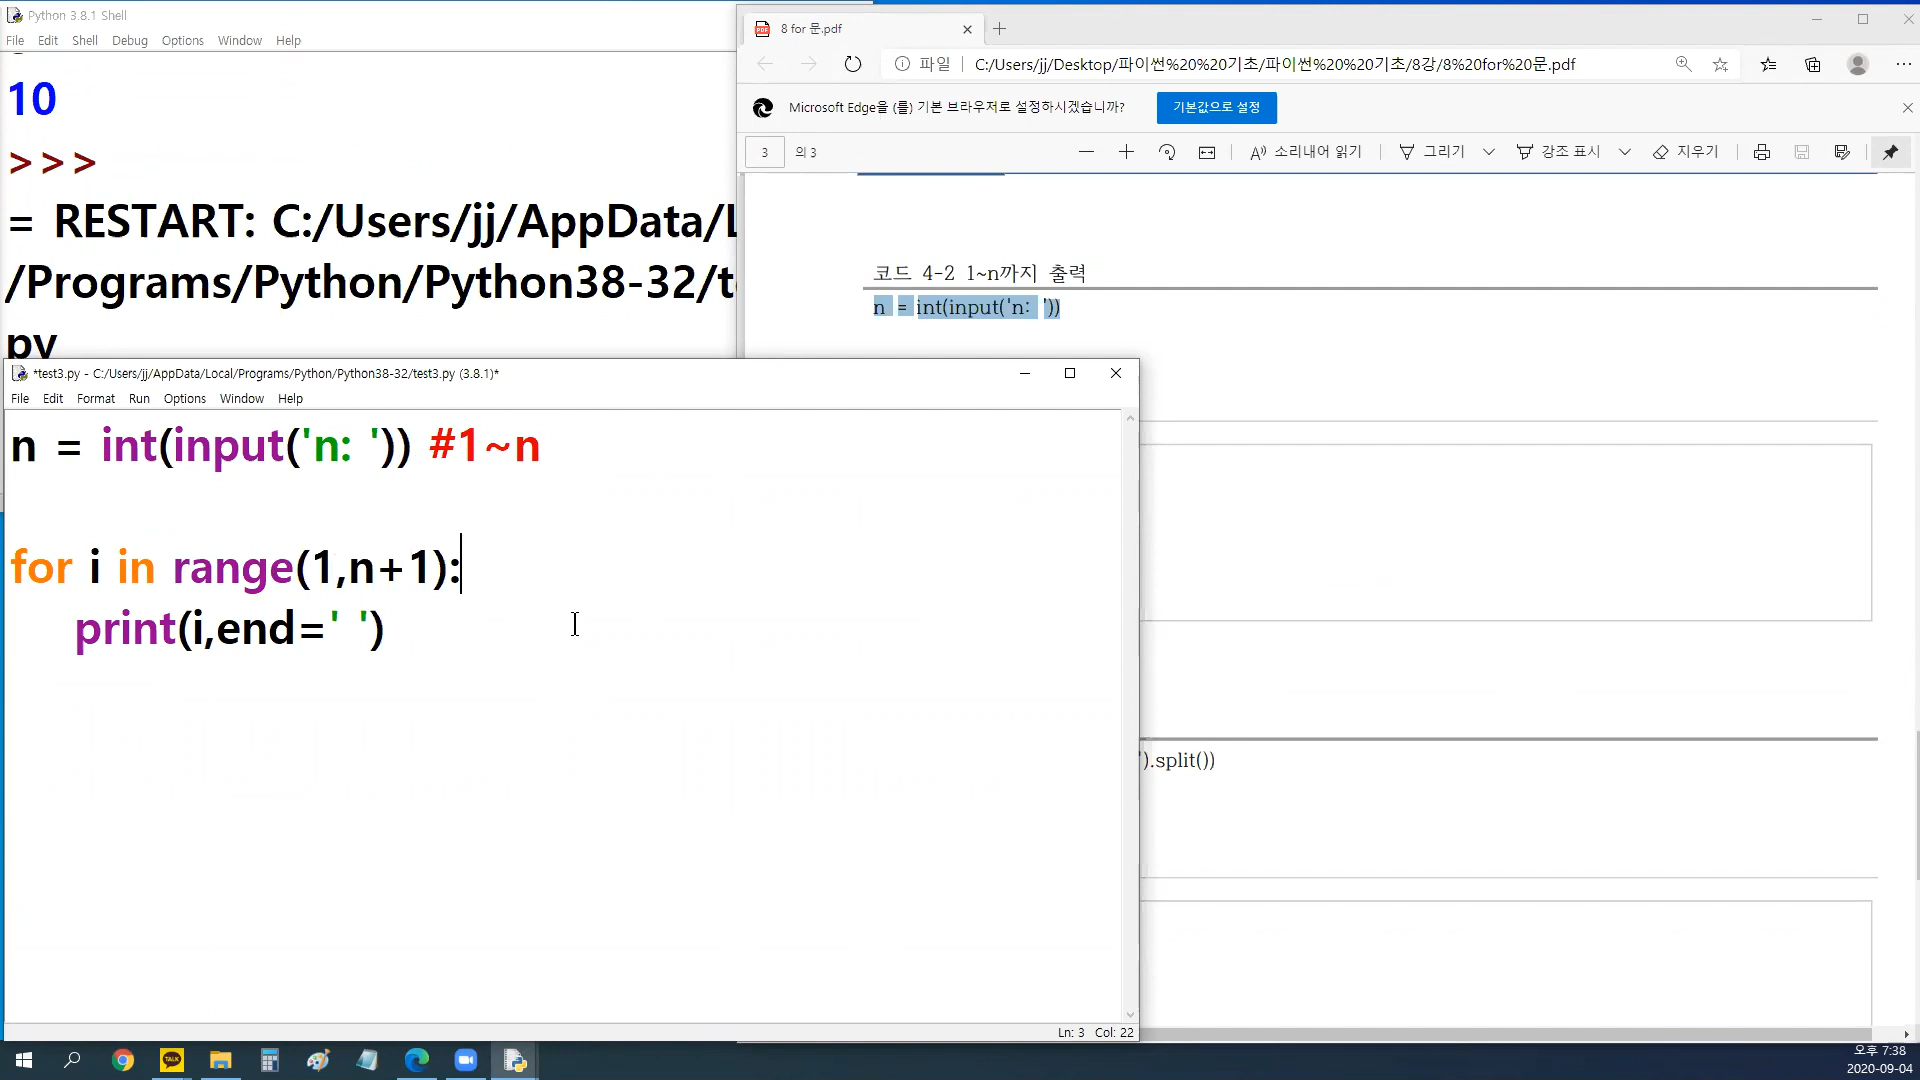 Python 3.8.1 Shell
File Edit Shell Debug Options Window Help
10
>>>
= RESTART: C:/Users/jj/AppData/L
/Programs/Python/Python38-32/te
py
8 for 문.pdf
파일 C:/Users/jj/Desktop/파이썬%20%20기초/파이썬%20%20기초/8강/8%20for%20문.pdf
Microsoft Edge을 (를) 기본 브라우저로 설정하시겠습니까? 기본값으로 설정
3 의 3 소리내어 읽기 그리기 강조 표시 지우기
코드 4-2 1~n까지 출력
n = int(input('n: '))
').split())
*test3.py - C:/Users/jj/AppData/Local/Programs/Python/Python38-32/test3.py (3.8.1)*
File Edit Format Run Options Window Help
n = int(input('n: ')) #1~n
for i in range(1,n+1):
    print(i,end=' ')
Ln: 3 Col: 22
TALK
오후 7:38
2020-09-04